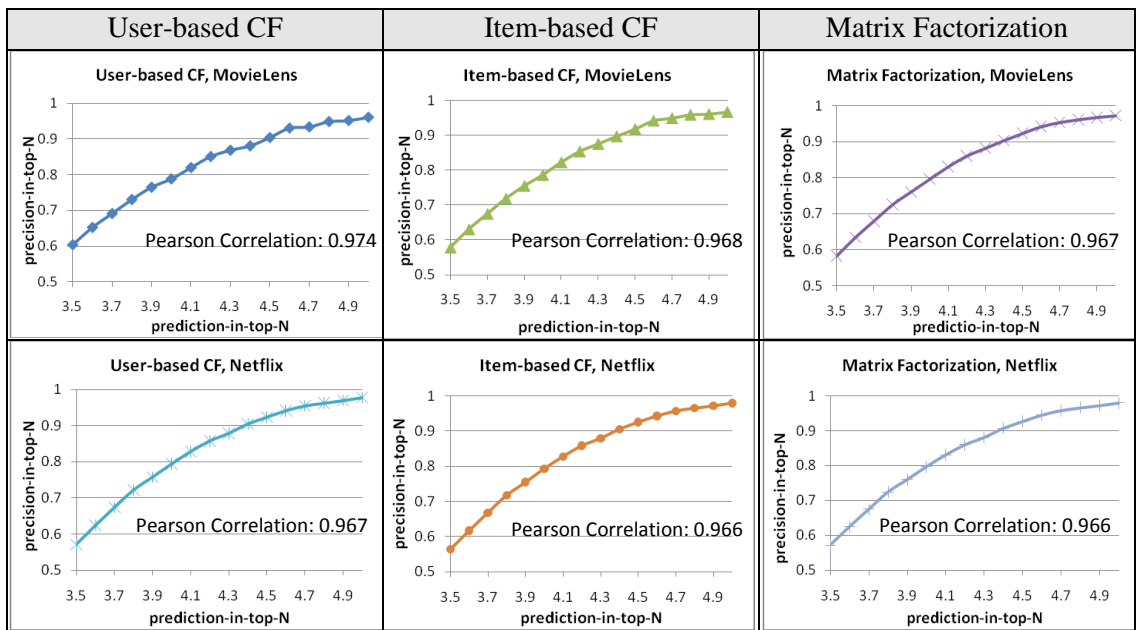 User-based CF
Item-based CF
Matrix Factorization
User-based CF, MovieLens
precision-in-top-N
1
0.9
0.8
0.7
0.6
0.5
Pearson Correlation: 0.974
3.5 3.7 3.9 4.1 4.3 4.5 4.7 4.9
prediction-in-top-N
Item-based CF, MovieLens
precision-in-top-N
1
0.9
0.8
0.7
0.6
0.5
Pearson Correlation: 0.968
3.5 3.7 3.9 4.1 4.3 4.5 4.7 4.9
prediction-in-top-N
Matrix Factorization, MovieLens
precision-in-top-N
1
0.9
0.8
0.7
0.6
0.5
Pearson Correlation: 0.967
3.5 3.7 3.9 4.1 4.3 4.5 4.7 4.9
predictio-in-top-N
User-based CF, Netflix
precision-in-top-N
1
0.9
0.8
0.7
0.6
0.5
Pearson Correlation: 0.967
3.5 3.7 3.9 4.1 4.3 4.5 4.7 4.9
prediction-in-top-N
Item-based CF, Netflix
precision-in-top-N
1
0.9
0.8
0.7
0.6
0.5
Pearson Correlation: 0.966
3.5 3.7 3.9 4.1 4.3 4.5 4.7 4.9
prediction-in-top-N
Matrix Factorization, Netflix
precision-in-top-N
1
0.9
0.8
0.7
0.6
0.5
Pearson Correlation: 0.966
3.5 3.7 3.9 4.1 4.3 4.5 4.7 4.9
prediction-in-top-N